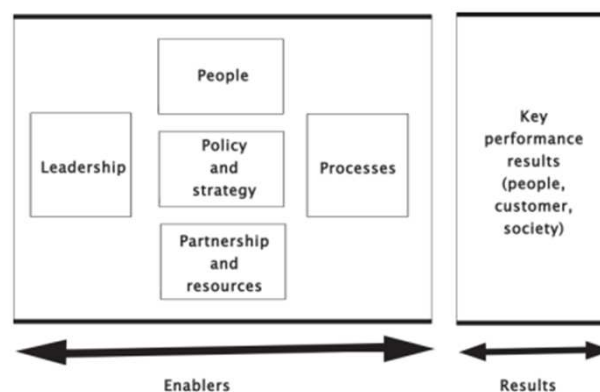 People
Leadership
Policy
and
strategy
Processes
Partnership
and
resources
Key
performance
results
(people,
customer,
society)
Enablers
Results